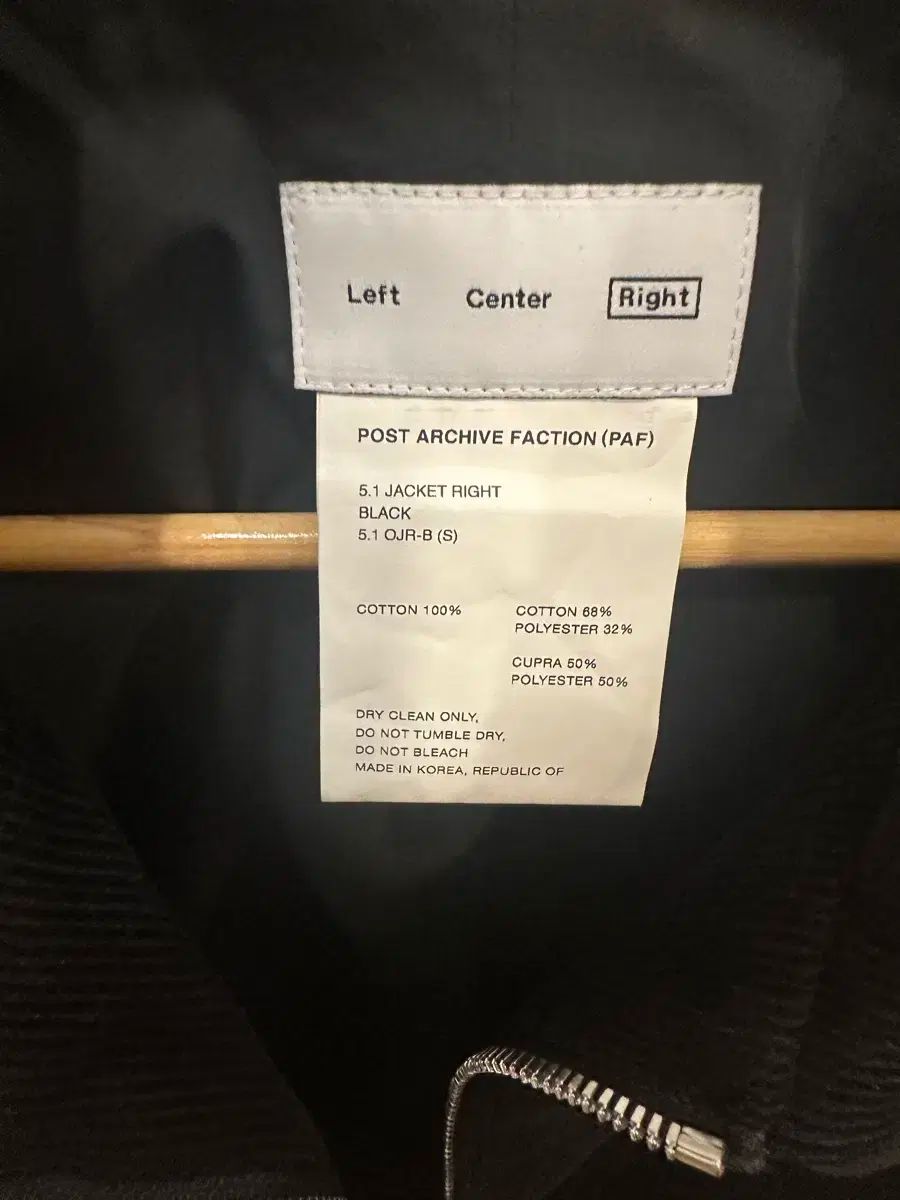 Left Center Right
POST ARCHIVE FACTION (PAF)
5.1 JACKET RIGHT
BLACK
5.1 OJR-B (S)
COTTON 100% COTTON 68%
POLYESTER 32%
CUPRA 50%
POLYESTER 50%
DRY CLEAN ONLY,
DO NOT TUMBLE DRY,
DO NOT BLEACH
MADE IN KOREA, REPUBLIC OF